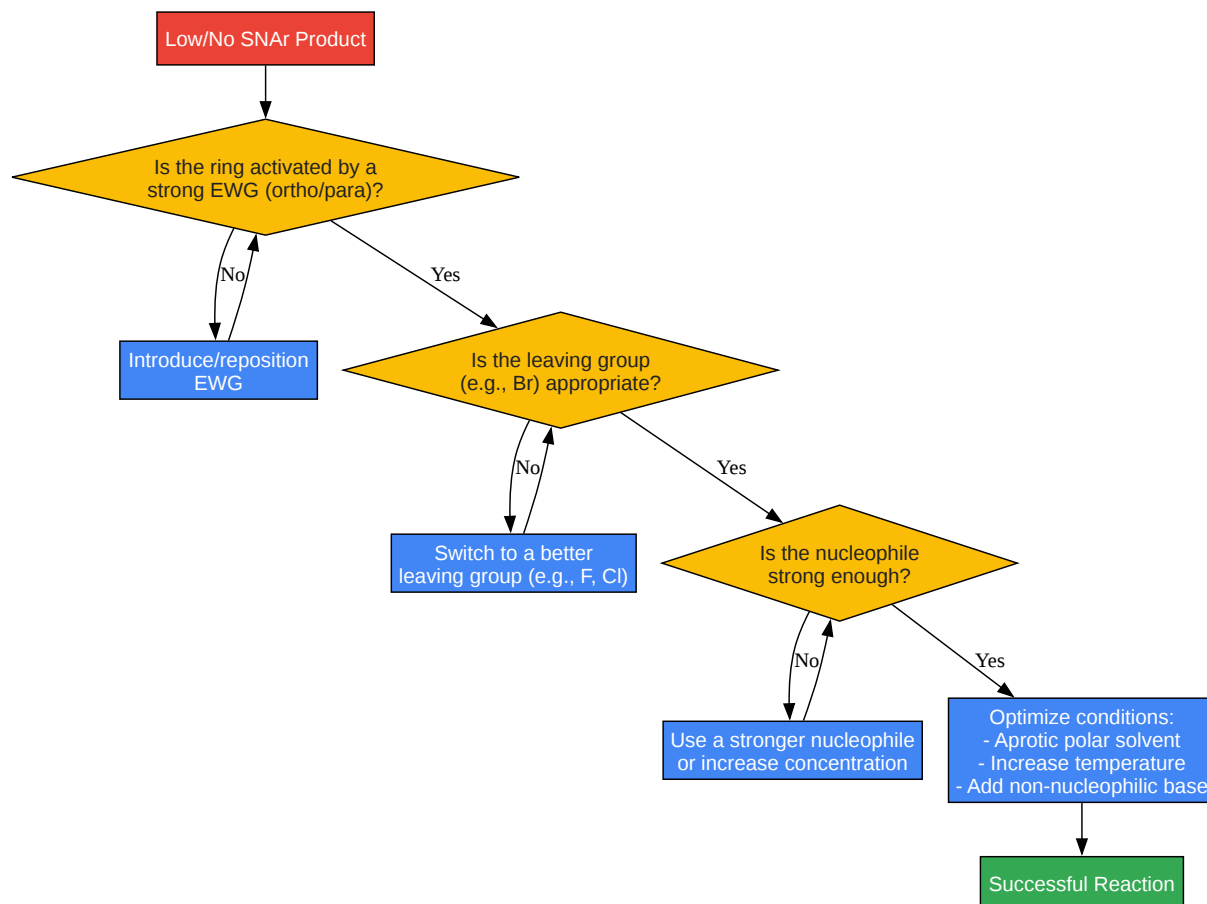 Low/No SNAr Product
Is the ring activated by a
strong EWG (ortho/para)?
No
Yes
Introduce/reposition
EWG
Is the leaving group
(e.g., Br) appropriate?
No
Yes
Switch to a better
leaving group (e.g., F, Cl)
Is the nucleophile
strong enough?
No
Yes
Use a stronger nucleophile
or increase concentration
Optimize conditions:
- Aprotic polar solvent
- Increase temperature
- Add non-nucleophilic base
Successful Reaction